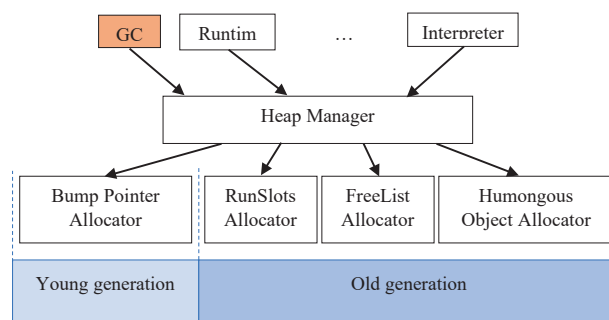 GC
Runtim
...
Interpreter
Heap Manager
Bump Pointer
Allocator
RunSlots
Allocator
FreeList
Allocator
Humongous
Object Allocator
Young generation
Old generation